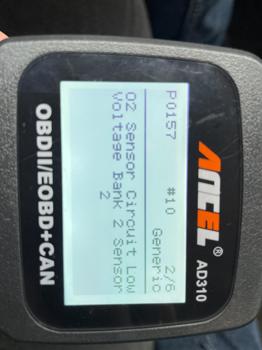 ANCEL® AD310
P0157 #10 2/6
Generic
O2 Sensor Circuit Low
Voltage Bank 2 Sensor
2
OBDII/EOBD+CAN